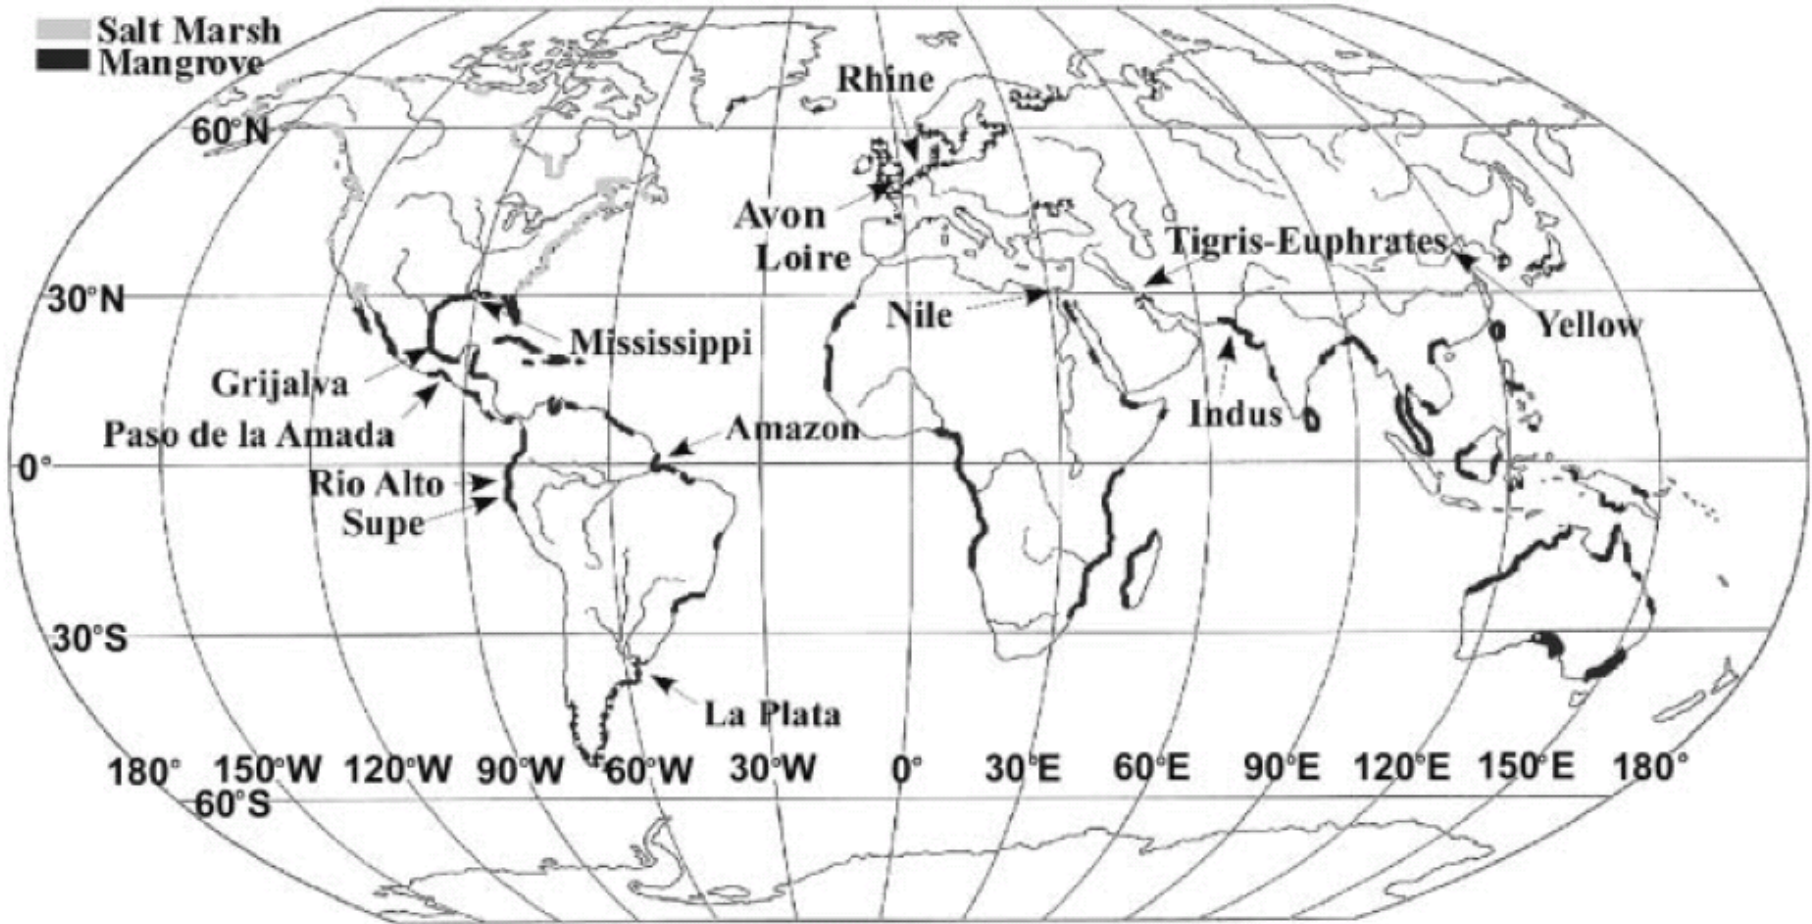 Salt Marsh
Mangrove
Rhine
60°N
Avon
Loire
Tigris-Euphrates
30°N
Nile
Yellow
Mississippi
Grijalva
Indus
Paso de la Amada
Amazon
0°
Rio Alto
Supe
30°S
La Plata
180° 150°W 120°W 90°W 60°W 30°W 0° 30°E 60°E 90°E 120°E 150°E 180°
60°S